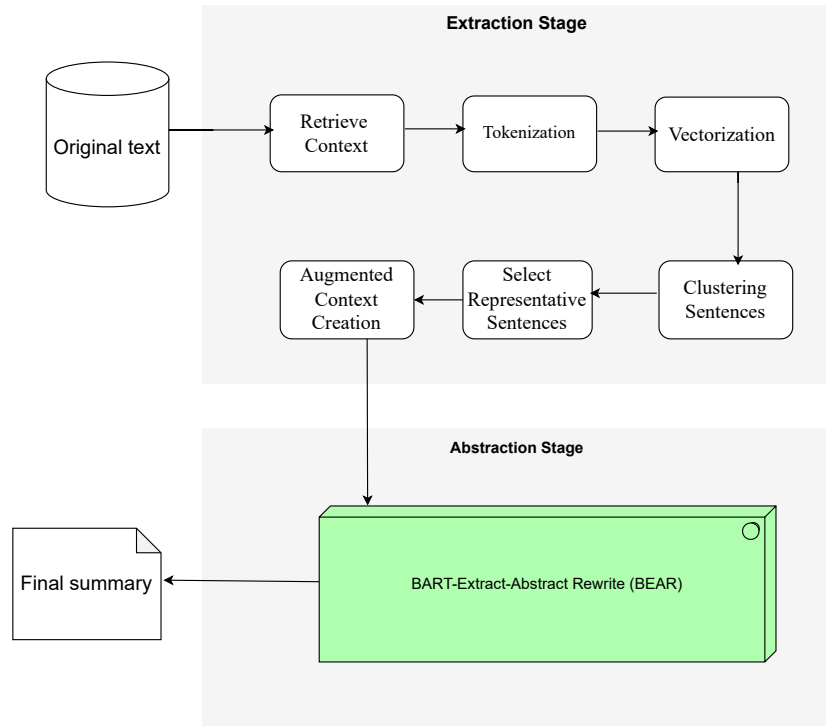 Extraction Stage
Original text
Retrieve
Context
Tokenization
Vectorization
Augmented
Context
Creation
Select
Representative
Sentences
Clustering
Sentences
Abstraction Stage
BART-Extract-Abstract Rewrite (BEAR)
Final summary